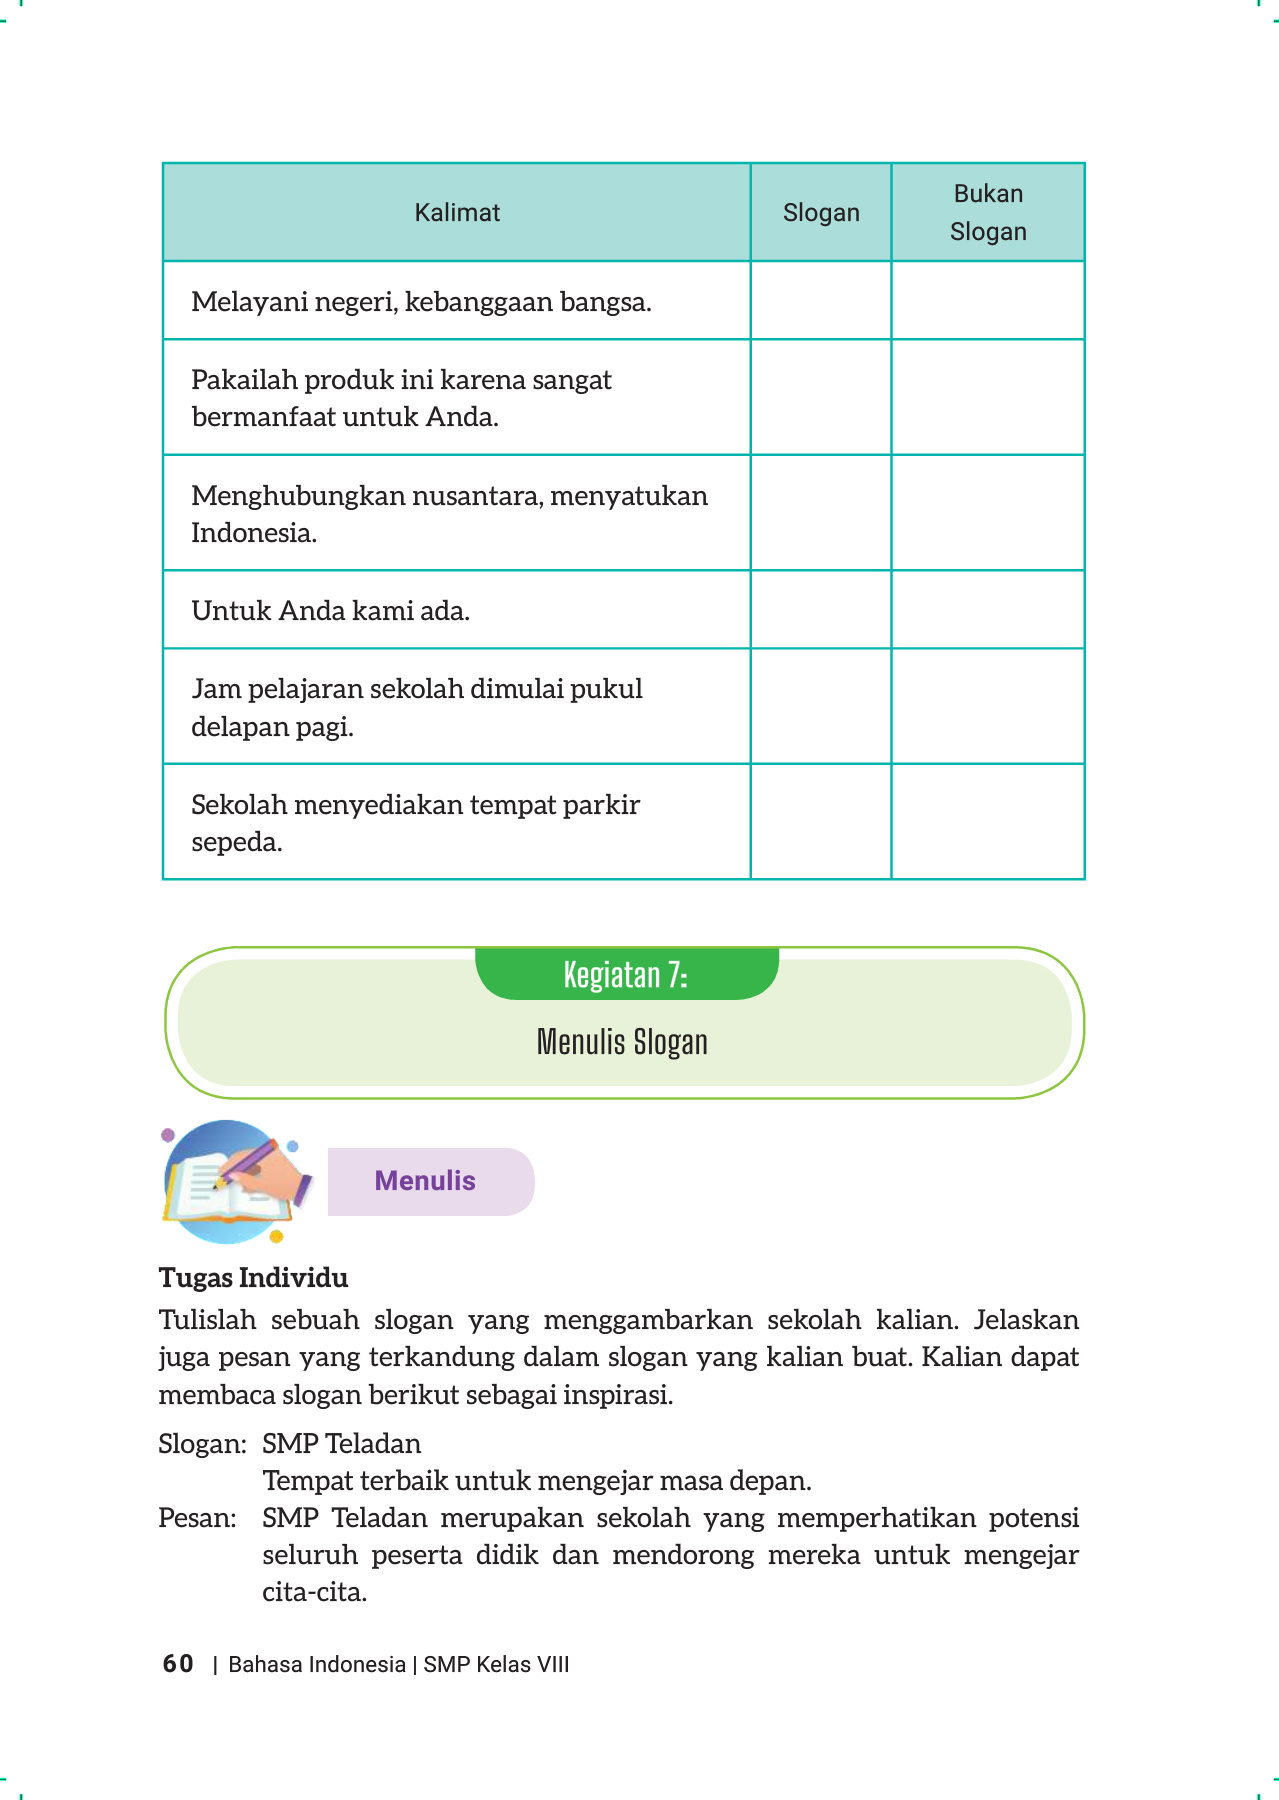 Kalimat
Slogan
Bukan
Slogan
Melayani negeri, kebanggaan bangsa.
Pakailah produk ini karena sangat
bermanfaat untuk Anda.
Menghubungkan nusantara, menyatukan
Indonesia.
Untuk Anda kami ada.
Jam pelajaran sekolah dimulai pukul
delapan pagi.
Sekolah menyediakan tempat parkir
sepeda.
Kegiatan 7:
Menulis Slogan
Menulis
Tugas Individu
Tulislah sebuah slogan yang menggambarkan sekolah kalian. Jelaskan
juga pesan yang terkandung dalam slogan yang kalian buat. Kalian dapat
membaca slogan berikut sebagai inspirasi.
Slogan: SMP Teladan
Tempat terbaik untuk mengejar masa depan.
Pesan: SMP Teladan merupakan sekolah yang memperhatikan potensi
seluruh peserta didik dan mendorong mereka untuk mengejar
cita-cita.
60 | Bahasa Indonesia | SMP Kelas VIII